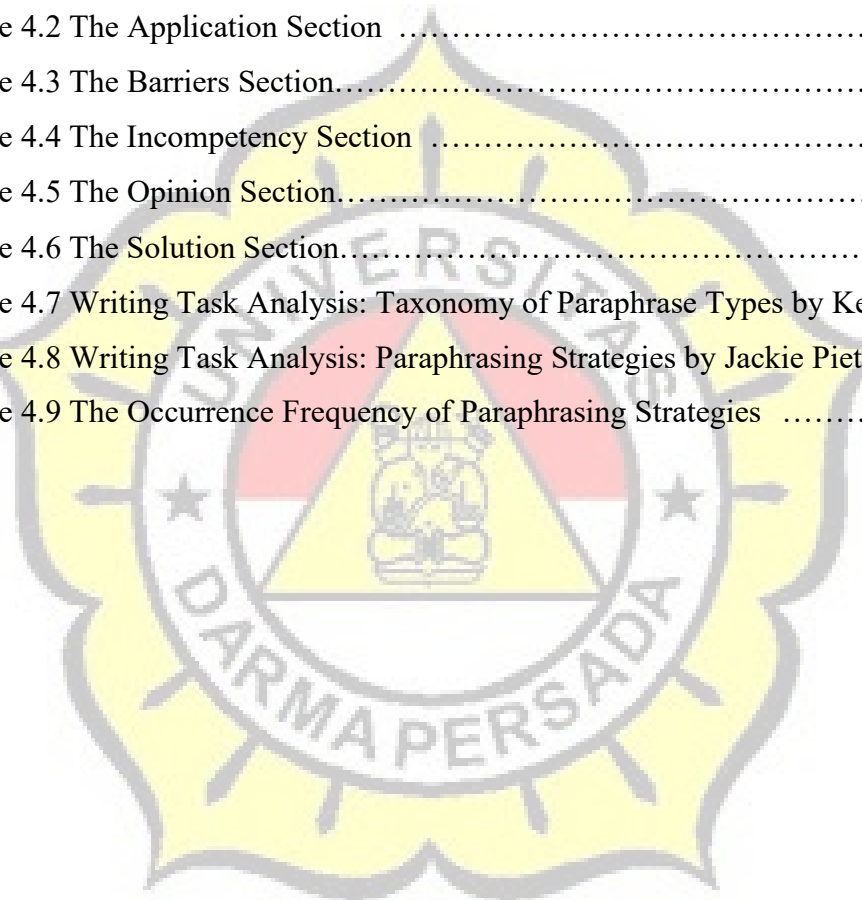 e 4.2 The Application Section ……………………………………………
e 4.3 The Barriers Section……………………………………………………
e 4.4 The Incompetency Section …………………………………………
e 4.5 The Opinion Section……………………………………………………
e 4.6 The Solution Section……………………………………………………
e 4.7 Writing Task Analysis: Taxonomy of Paraphrase Types by Ke
e 4.8 Writing Task Analysis: Paraphrasing Strategies by Jackie Piet
e 4.9 The Occurrence Frequency of Paraphrasing Strategies ………
UNIVERSITAS
DARMA PERSADA